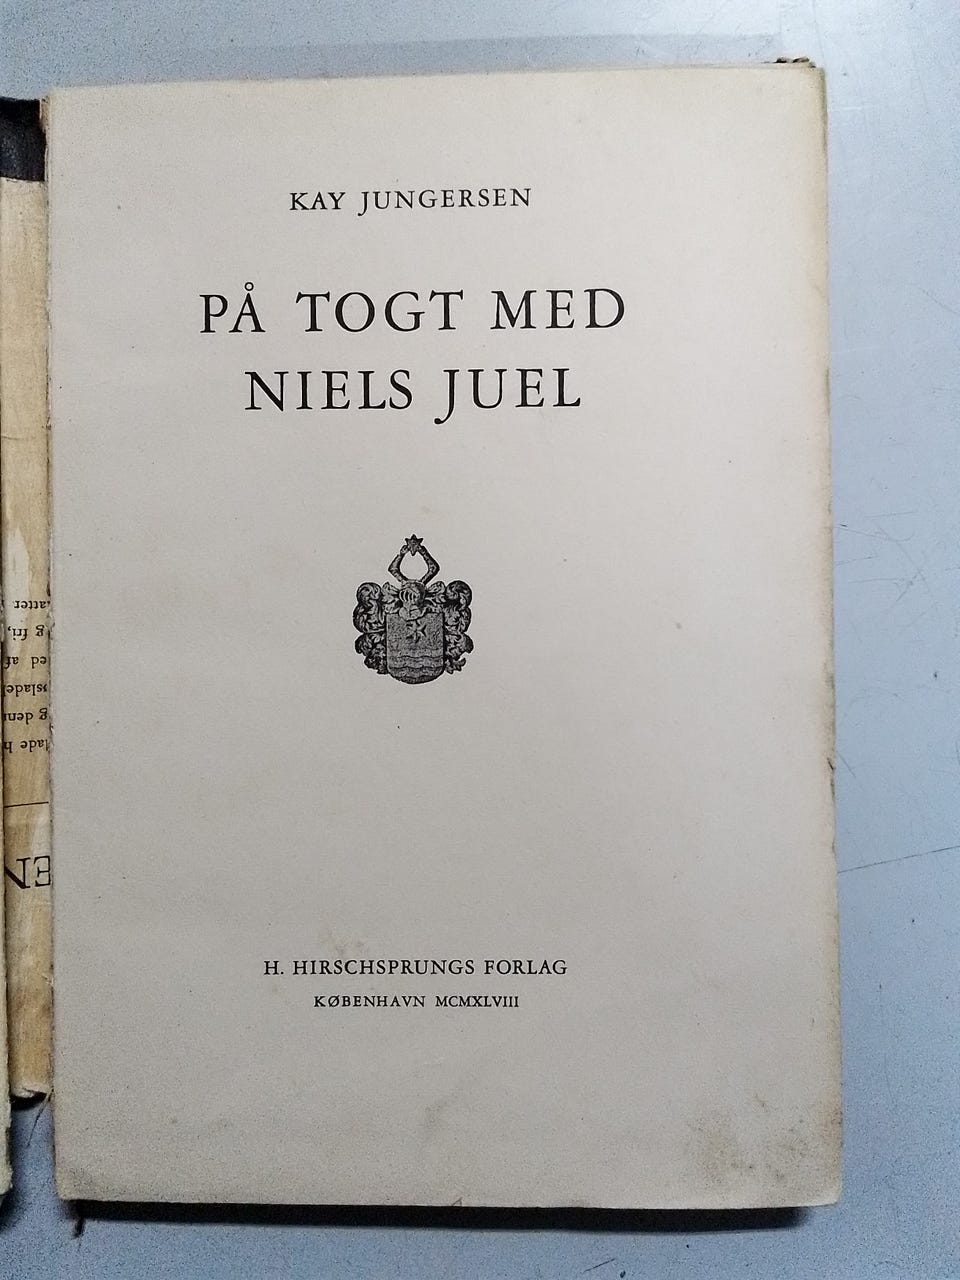 KAY JUNGERSEN
PÅ TOGT MED
NIELS JUEL
H. HIRSCHSPRUNGS FORLAG
KØBENHAVN MCMXLVIII